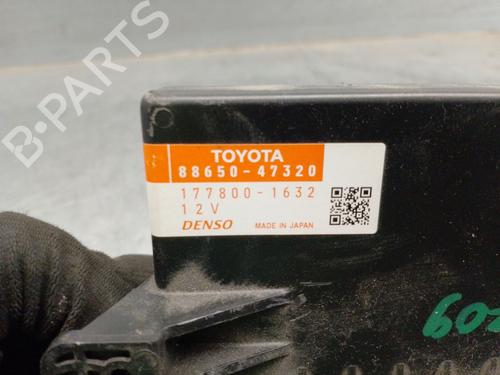 B-PARTS
TOYOTA
88650-47320
177800-1632
12V
DENSO MADE IN JAPAN